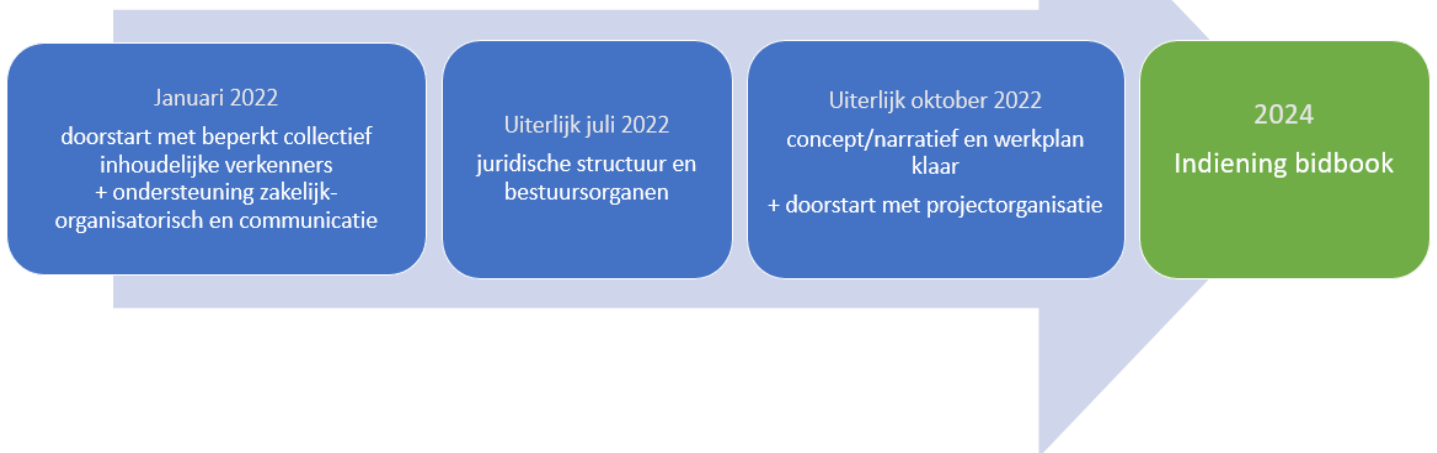 Januari 2022
doorstart met beperkt collectief
inhoudelijke verkenners
+ ondersteuning zakelijk-
organisatorisch en communicatie
Uiterlijk juli 2022
juridische structuur en
bestuursorganen
Uiterlijk oktober 2022
concept/narratief en werkplan
klaar
+ doorstart met projectorganisatie
2024
Indiening bidbook